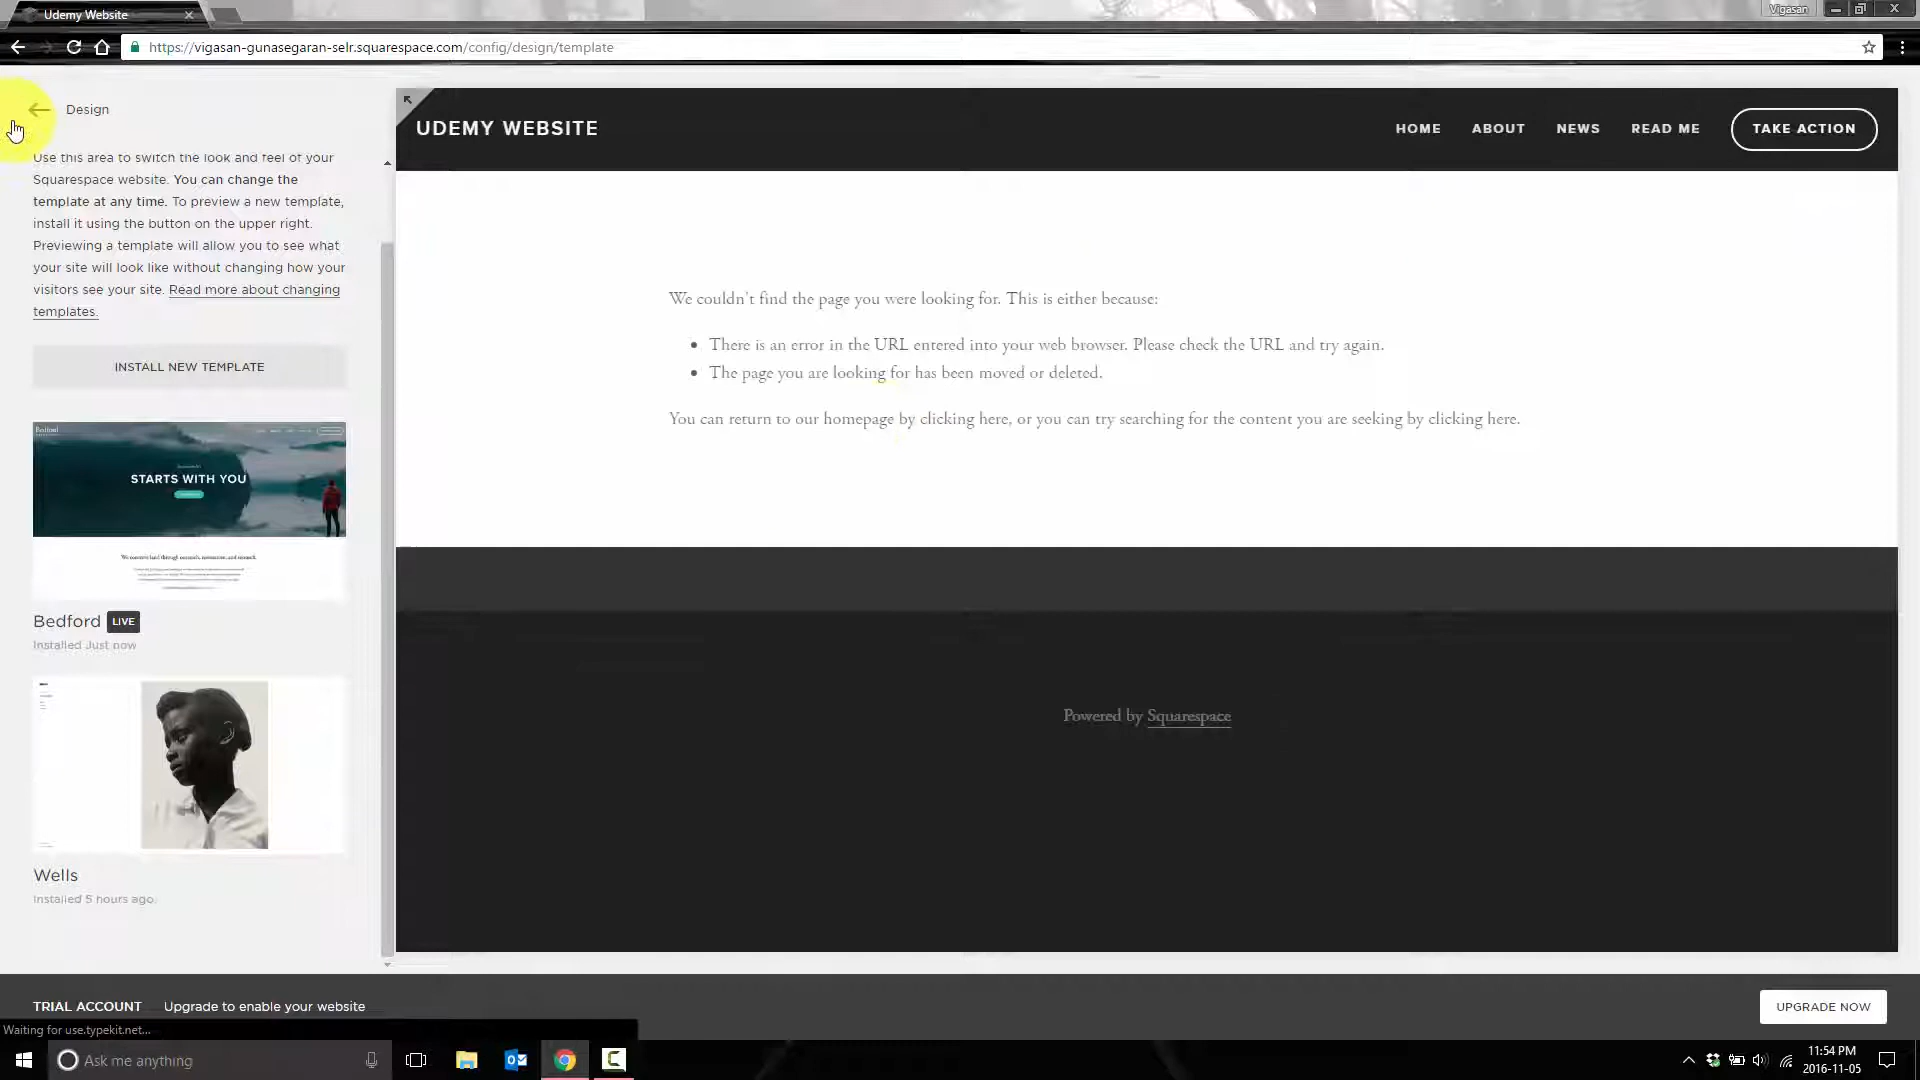 Udemy Website
Vigasan
https://vigasan-gunasegaran-selr.squarespace.com/config/design/template
Design
Use this area to switch the look and feel of your
Squarespace website. You can change the
template at any time. To preview a new template,
install it using the button on the upper right.
Previewing a template will allow you to see what
your site will look like without changing how your
visitors see your site. Read more about changing
templates.
INSTALL NEW TEMPLATE
Bedford
STARTS WITH YOU
We conserve land through outreach, restoration, and research.
Bedford LIVE
Installed Just now
Wells
Installed 5 hours ago.
UDEMY WEBSITE
HOME ABOUT NEWS READ ME TAKE ACTION
We couldn't find the page you were looking for. This is either because:
• There is an error in the URL entered into your web browser. Please check the URL and try again.
• The page you are looking for has been moved or deleted.
You can return to our homepage by clicking here, or you can try searching for the content you are seeking by clicking here.
Powered by Squarespace
TRIAL ACCOUNT Upgrade to enable your website
UPGRADE NOW
Waiting for use.typekit.net...
Ask me anything
11:54 PM
2016-11-05